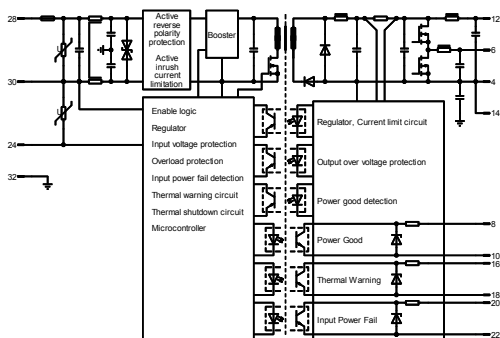 28
Active
reverse
polarity
protection
Active
inrush
current
limitation
Booster
12
6
30
4
14
U
U
24
32
Enable logic
Regulator
Input voltage protection
Overload protection
Input power fail detection
Thermal warning circuit
Thermal shutdown circuit
Microcontroller
Regulator, Current limit circuit
Output over voltage protection
Power good detection
Power Good
8
10
Thermal Warning
16
18
Input Power Fail
20
22